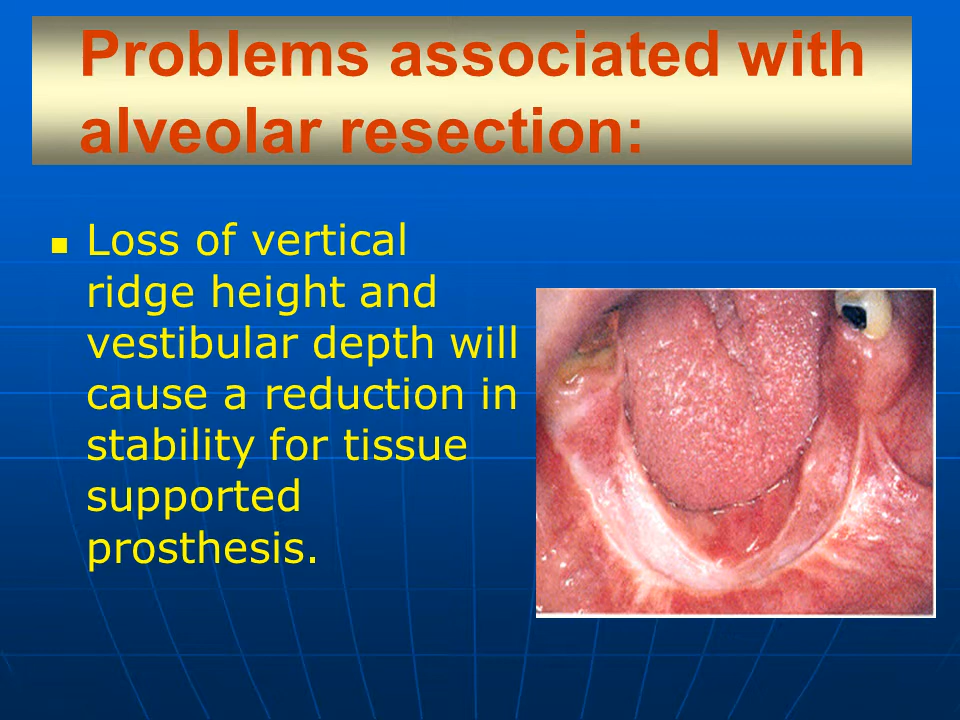 Problems associated with
alveolar resection:
Loss of vertical
ridge height and
vestibular depth will
cause a reduction in
stability for tissue
supported
prosthesis.